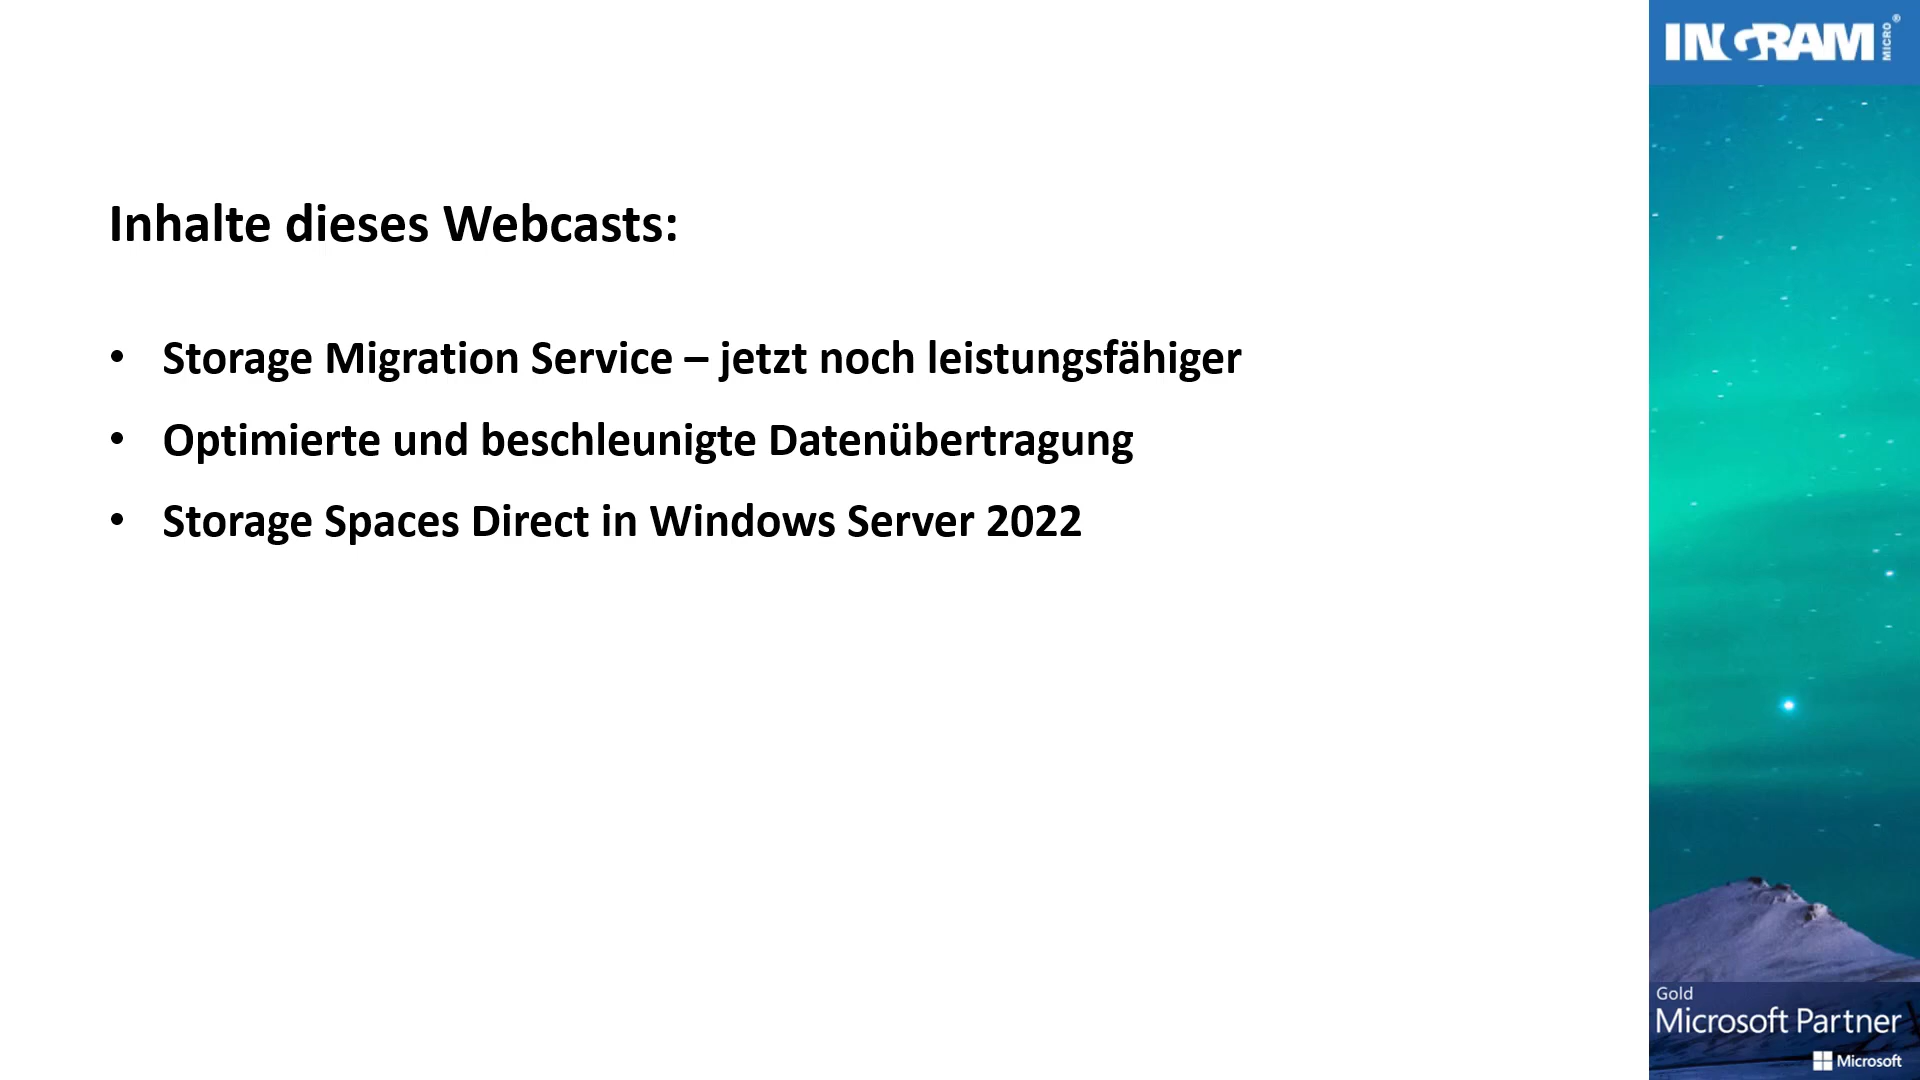 Inhalte dieses Webcasts:
• Storage Migration Service – jetzt noch leistungsfähiger
• Optimierte und beschleunigte Datenübertragung
• Storage Spaces Direct in Windows Server 2022
INGRAM MICRO®
Gold
Microsoft Partner
Microsoft